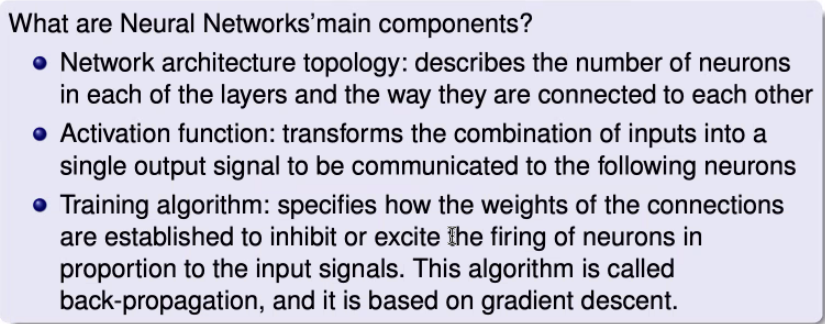 What are Neural Networks'main components?
Network architecture topology: describes the number of neurons
in each of the layers and the way they are connected to each other
Activation function: transforms the combination of inputs into a
single output signal to be communicated to the following neurons
Training algorithm: specifies how the weights of the connections
are established to inhibit or excite the firing of neurons in
proportion to the input signals. This algorithm is called
back-propagation, and it is based on gradient descent.